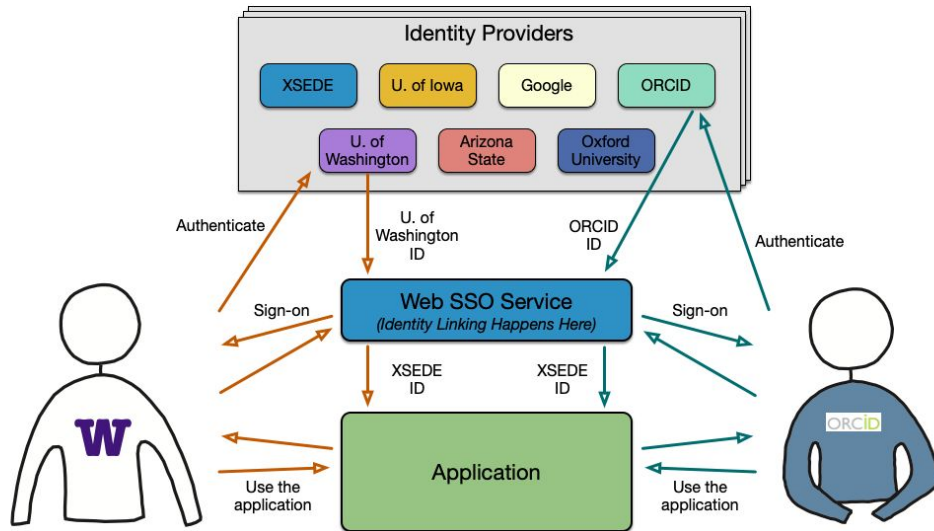 Identity Providers
XSEDE
U. of Iowa
Google
ORCID
U. of
Washington
Arizona
State
Oxford
University
Authenticate
U. of
Washington
ID
ORCID
ID
Authenticate
Sign-on
Web SSO Service
(Identity Linking Happens Here)
Sign-on
XSEDE
ID
XSEDE
ID
W
ORCID
Application
Use the
application
Use the
application